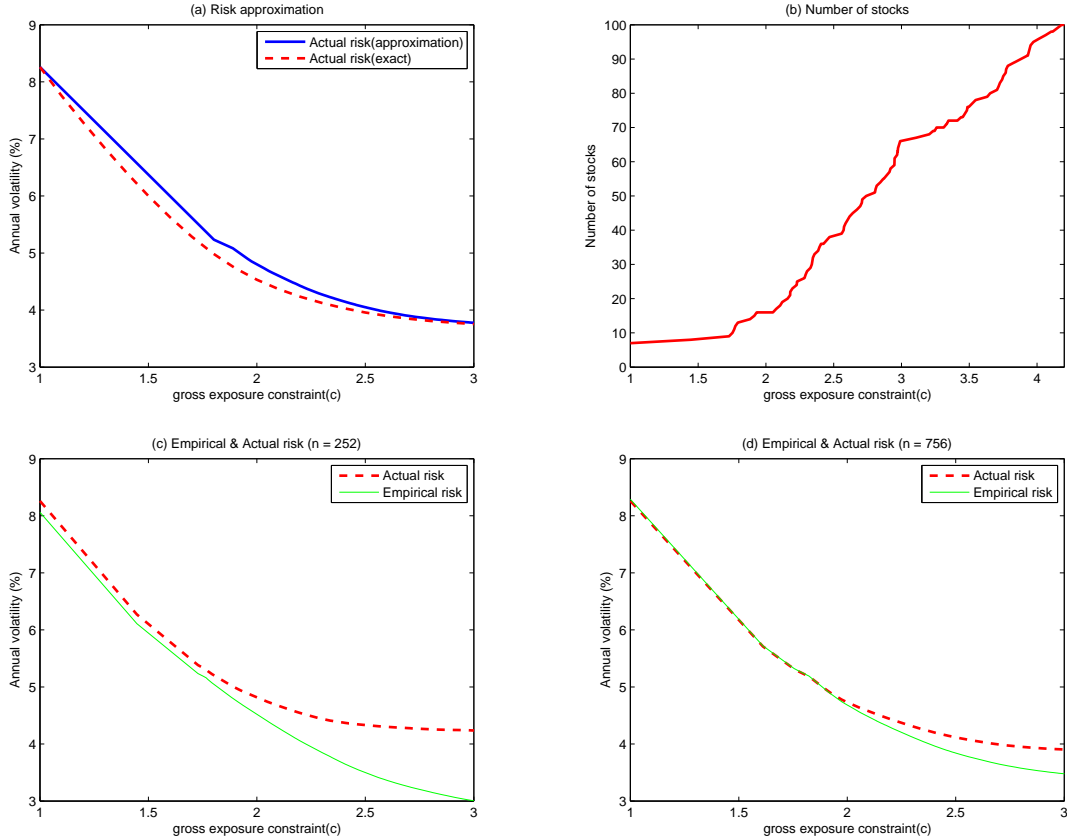 (a) Risk approximation
9
8
7
6
5
4
3
Annual volatility (%)
Actual risk(approximation)
Actual risk(exact)
1 1.5 2 2.5 3
gross exposure constraint(c)
(b) Number of stocks
100
90
80
70
60
50
40
30
20
10
0
Number of stocks
1 1.5 2 2.5 3 3.5 4
gross exposure constraint(c)
(c) Empirical & Actual risk (n = 252)
9
8
7
6
5
4
3
Annual volatility (%)
Actual risk
Empirical risk
1 1.5 2 2.5 3
gross exposure constraint(c)
(d) Empirical & Actual risk (n = 756)
9
8
7
6
5
4
3
Annual volatility (%)
Actual risk
Empirical risk
1 1.5 2 2.5 3
gross exposure constraint(c)